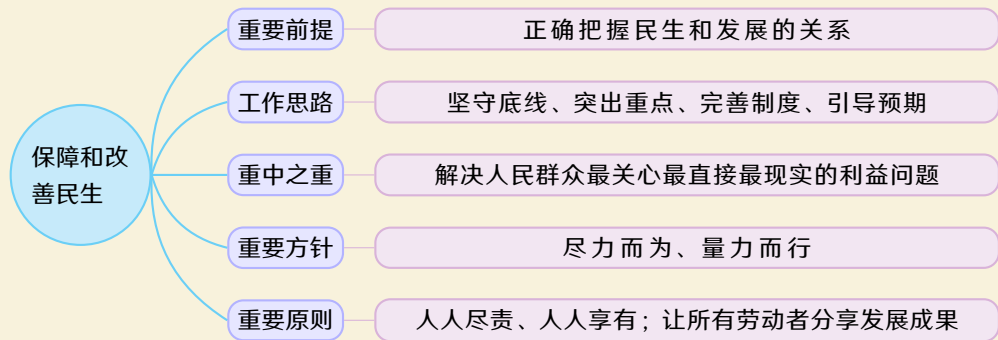 重要前提
正确把握民生和发展的关系
工作思路
坚守底线、突出重点、完善制度、引导预期
保障和改
善民生
重中之重
解决人民群众最关心最直接最现实的利益问题
重要方针
尽力而为、量力而行
重要原则
人人尽责、人人享有；让所有劳动者分享发展成果